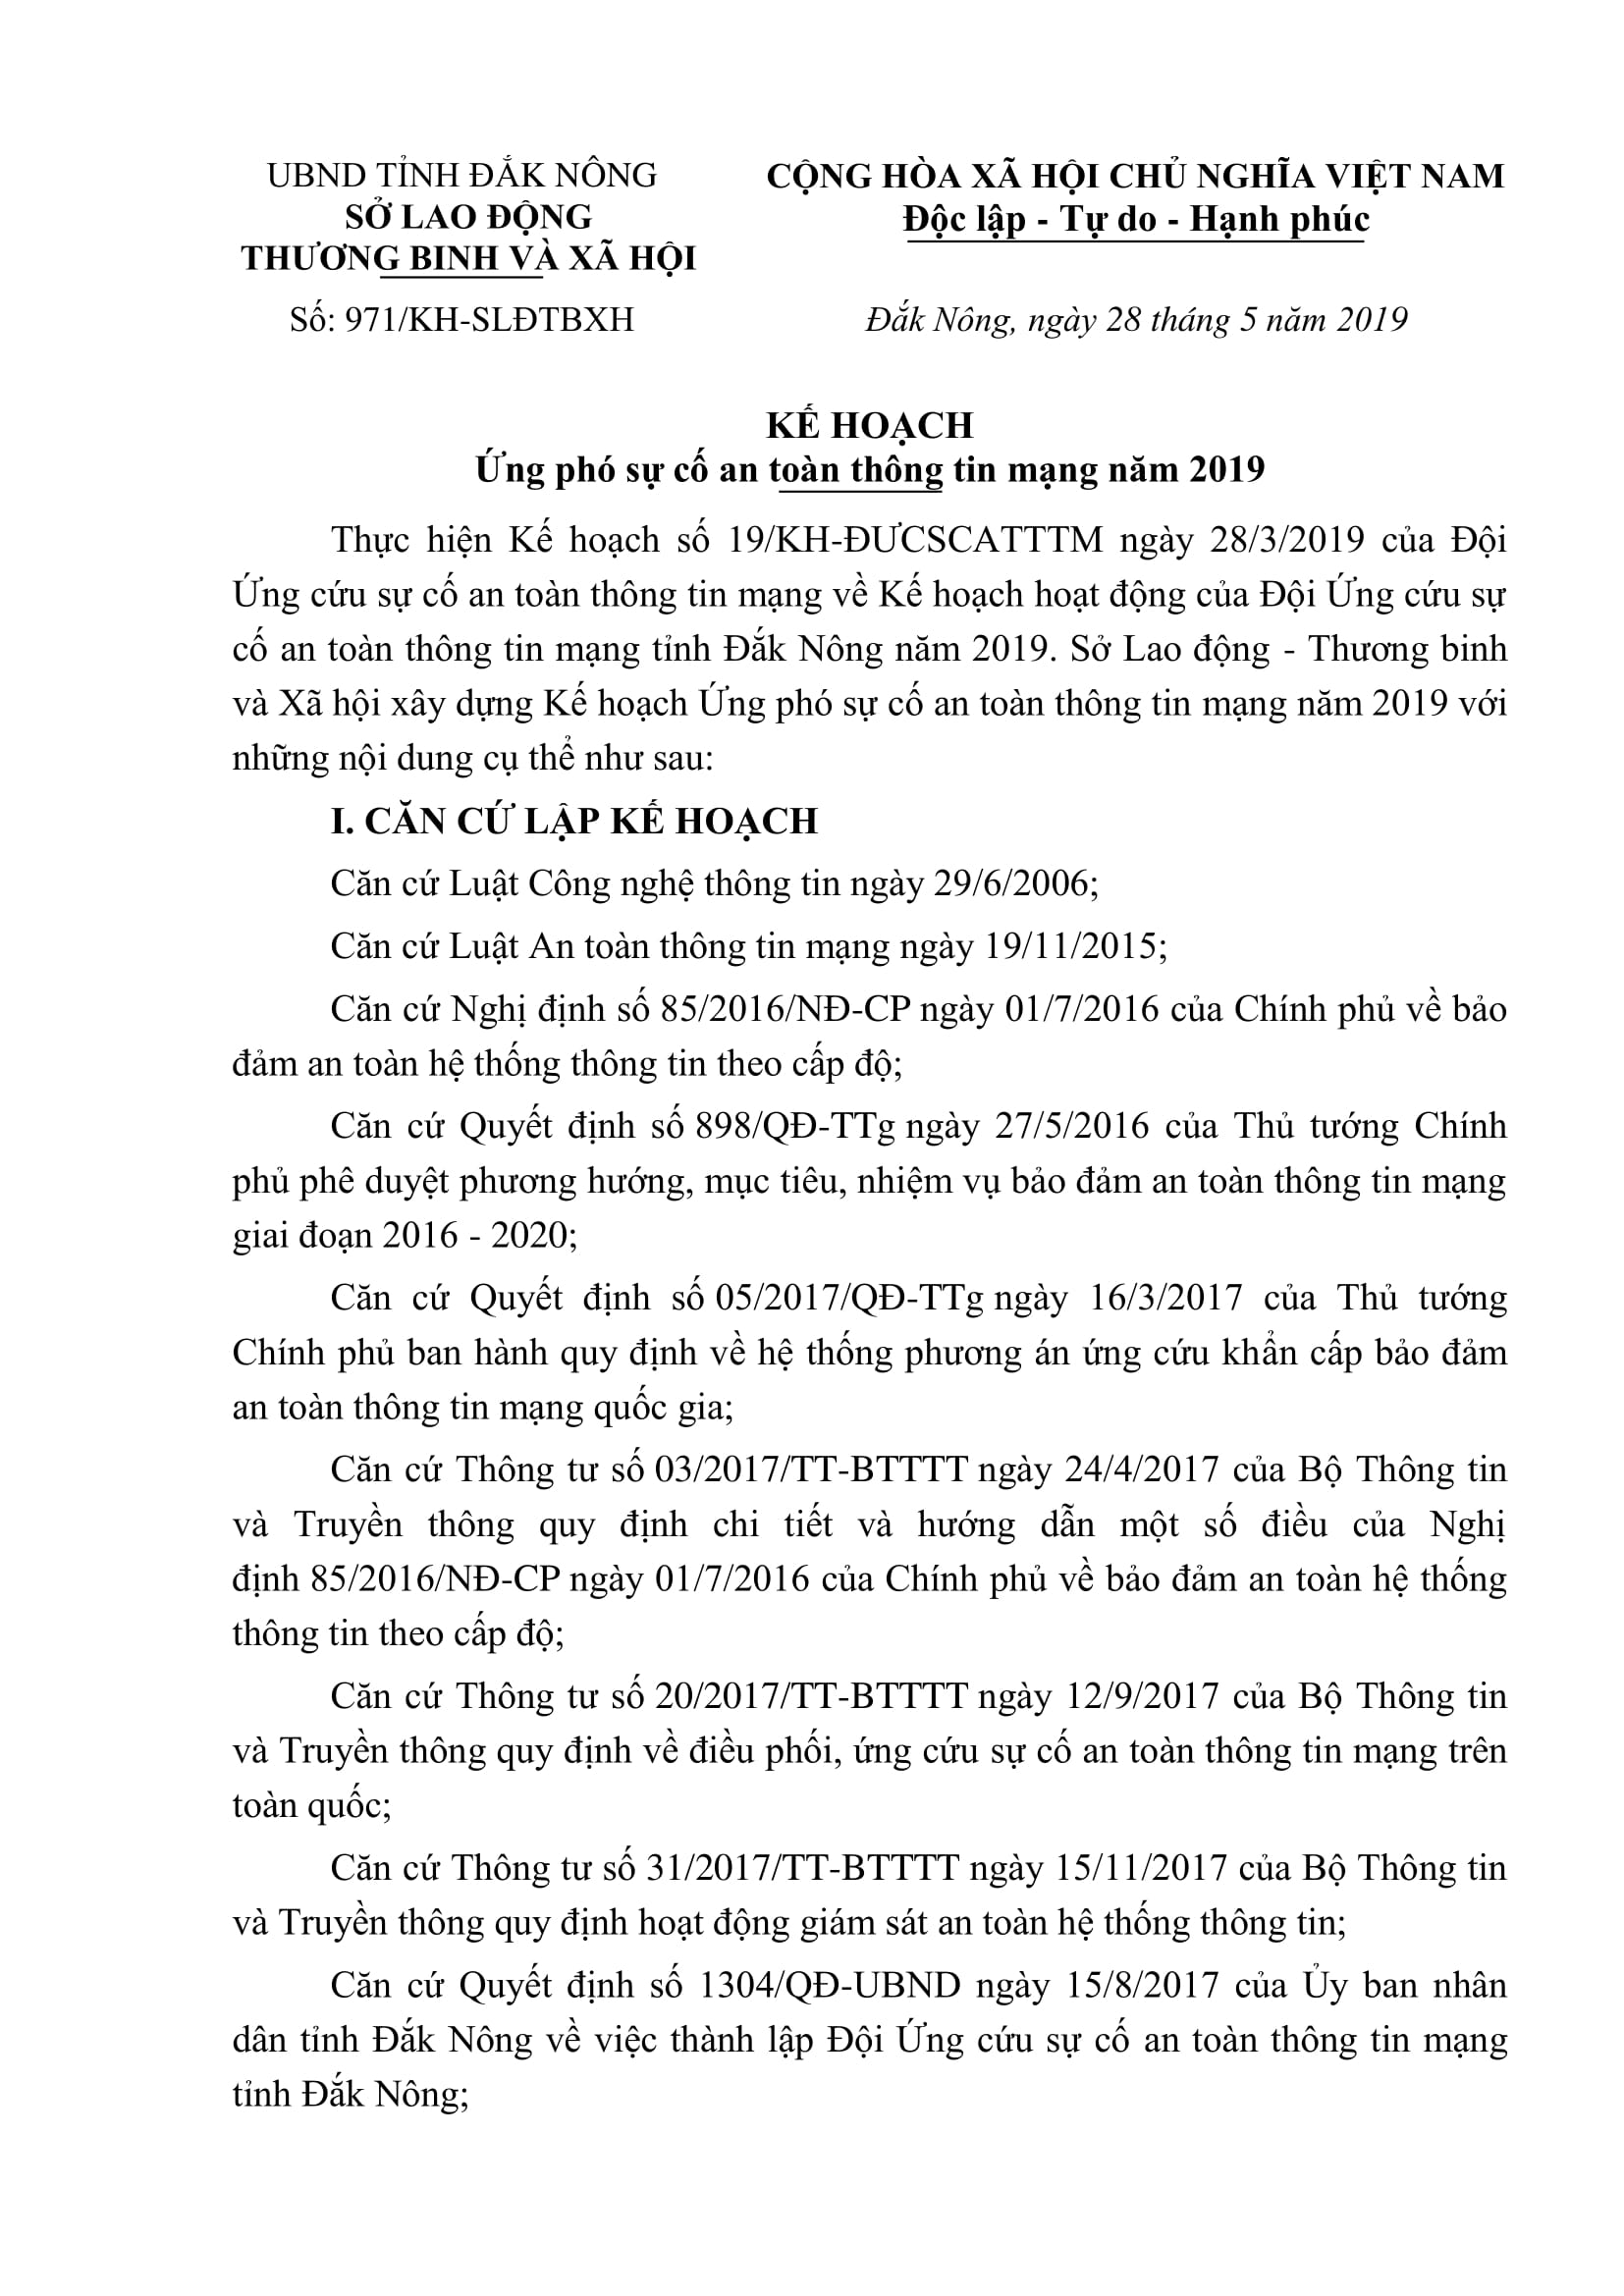 UBND TỈNH ĐẮK NÔNG
SỞ LAO ĐỘNG
THƯƠNG BINH VÀ XÃ HỘI
Số: 971/KH-SLĐTBXH
CỘNG HÒA XÃ HỘI CHỦ NGHĨA VIỆT NAM
Độc lập - Tự do - Hạnh phúc
Đắk Nông, ngày 28 tháng 5 năm 2019
KẾ HOẠCH
Ứng phó sự cố an toàn thông tin mạng năm 2019
Thực hiện Kế hoạch số 19/KH-ĐƯCSCATTTM ngày 28/3/2019 của Đội
Ứng cứu sự cố an toàn thông tin mạng về Kế hoạch hoạt động của Đội Ứng cứu sự
cố an toàn thông tin mạng tỉnh Đắk Nông năm 2019. Sở Lao động - Thương binh
và Xã hội xây dựng Kế hoạch Ứng phó sự cố an toàn thông tin mạng năm 2019 với
những nội dung cụ thể như sau:
I. CĂN CỨ LẬP KẾ HOẠCH
Căn cứ Luật Công nghệ thông tin ngày 29/6/2006;
Căn cứ Luật An toàn thông tin mạng ngày 19/11/2015;
Căn cứ Nghị định số 85/2016/NĐ-CP ngày 01/7/2016 của Chính phủ về bảo
đảm an toàn hệ thống thông tin theo cấp độ;
Căn cứ Quyết định số 898/QĐ-TTg ngày 27/5/2016 của Thủ tướng Chính
phủ phê duyệt phương hướng, mục tiêu, nhiệm vụ bảo đảm an toàn thông tin mạng
giai đoạn 2016 - 2020;
Căn cứ Quyết định số 05/2017/QĐ-TTg ngày 16/3/2017 của Thủ tướng
Chính phủ ban hành quy định về hệ thống phương án ứng cứu khẩn cấp bảo đảm
an toàn thông tin mạng quốc gia;
Căn cứ Thông tư số 03/2017/TT-BTTTT ngày 24/4/2017 của Bộ Thông tin
và Truyền thông quy định chi tiết và hướng dẫn một số điều của Nghị
định 85/2016/NĐ-CP ngày 01/7/2016 của Chính phủ về bảo đảm an toàn hệ thống
thông tin theo cấp độ;
Căn cứ Thông tư số 20/2017/TT-BTTTT ngày 12/9/2017 của Bộ Thông tin
và Truyền thông quy định về điều phối, ứng cứu sự cố an toàn thông tin mạng trên
toàn quốc;
Căn cứ Thông tư số 31/2017/TT-BTTTT ngày 15/11/2017 của Bộ Thông tin
và Truyền thông quy định hoạt động giám sát an toàn hệ thống thông tin;
Căn cứ Quyết định số 1304/QĐ-UBND ngày 15/8/2017 của Ủy ban nhân
dân tỉnh Đắk Nông về việc thành lập Đội Ứng cứu sự cố an toàn thông tin mạng
tỉnh Đắk Nông;